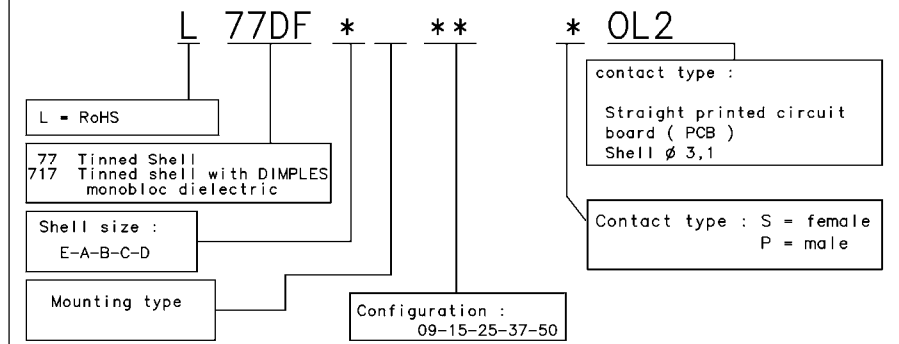 L 77DF * ** * OL2
L = RoHS
77 Tinned Shell
717 Tinned shell with DIMPLES
monobloc dielectric
Shell size :
E-A-B-C-D
Mounting type
Configuration :
09-15-25-37-50
contact type :
Straight printed circuit
board ( PCB )
Shell ø 3,1
Contact type : S = female
P = male